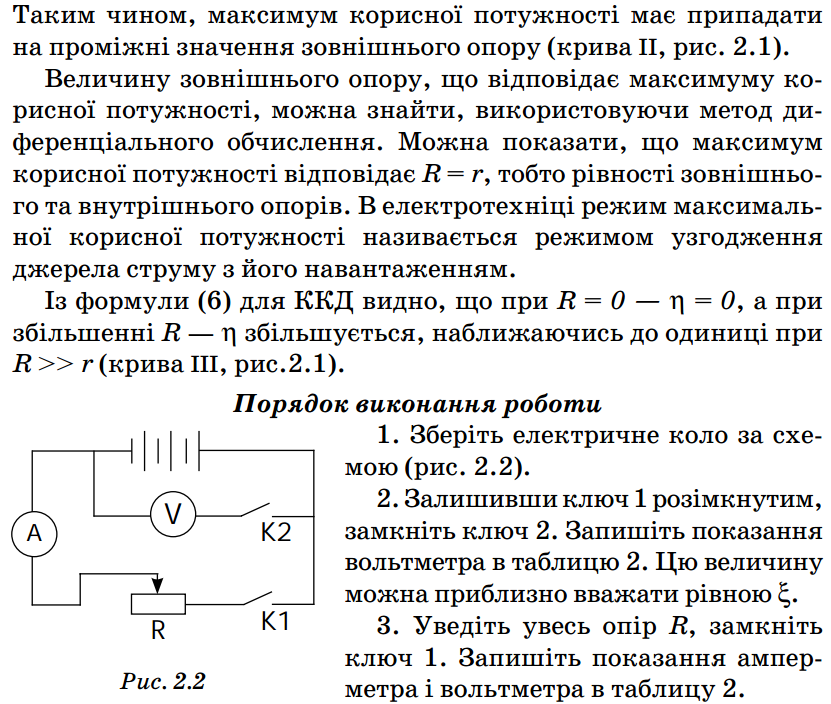 Таким чином, максимум корисної потужності має припадати
на проміжні значення зовнішнього опору (крива II, рис. 2.1).
Величину зовнішнього опору, що відповідає максимуму ко-
рисної потужності, можна знайти, використовуючи метод ди-
ференціального обчислення. Можна показати, що максимум
корисної потужності відповідає R = r, тобто рівності зовнішньо-
го та внутрішнього опорів. В електротехніці режим максималь-
ної корисної потужності називається режимом узгодження
джерела струму з його навантаженням.
Із формули (6) для ККД видно, що при R = 0 — η = 0, а при
збільшенні R — η збільшується, наближаючись до одиниці при
R >> r (крива III, рис.2.1).
Порядок виконання роботи
1. Зберіть електричне коло за схе-
мою (рис. 2.2).
2. Залишивши ключ 1 розімкнутим,
замкніть ключ 2. Запишіть показання
вольтметра в таблицю 2. Цю величину
можна приблизно вважати рівною ξ.
3. Уведіть увесь опір R, замкніть
ключ 1. Запишіть показання ампер-
метра і вольтметра в таблицю 2.
V
A
K2
R
K1
Рис. 2.2